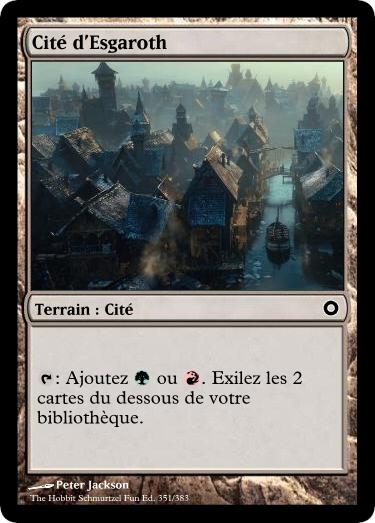 Cité d'Esgaroth
Terrain : Cité
: Ajoutez ou . Exilez les 2
cartes du dessous de votre
bibliothèque.
Peter Jackson
The Hobbit Schmurtzel Fun Ed. 351/383